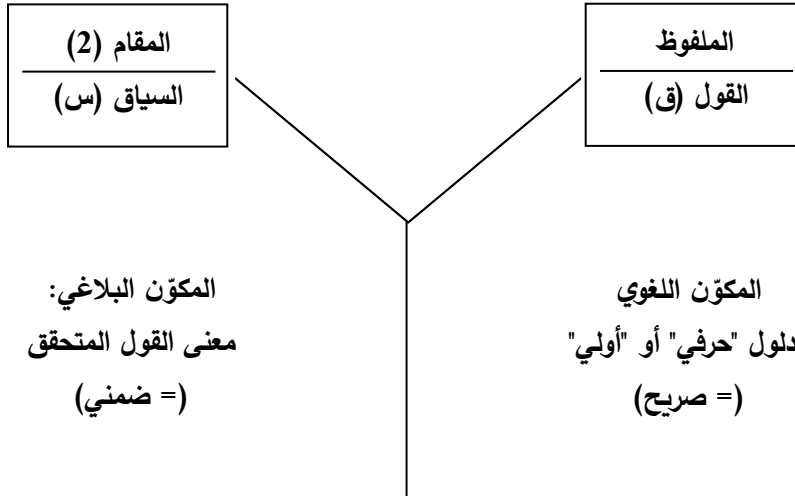 الملفوظ
القول (ق)
المقام (2)
السياق (س)
المكوّن اللغوي
دلول "حرفي" أو "أولي"
(= صريح)
المكوّن البلاغي:
معنى القول المتحقق
(= ضمني)